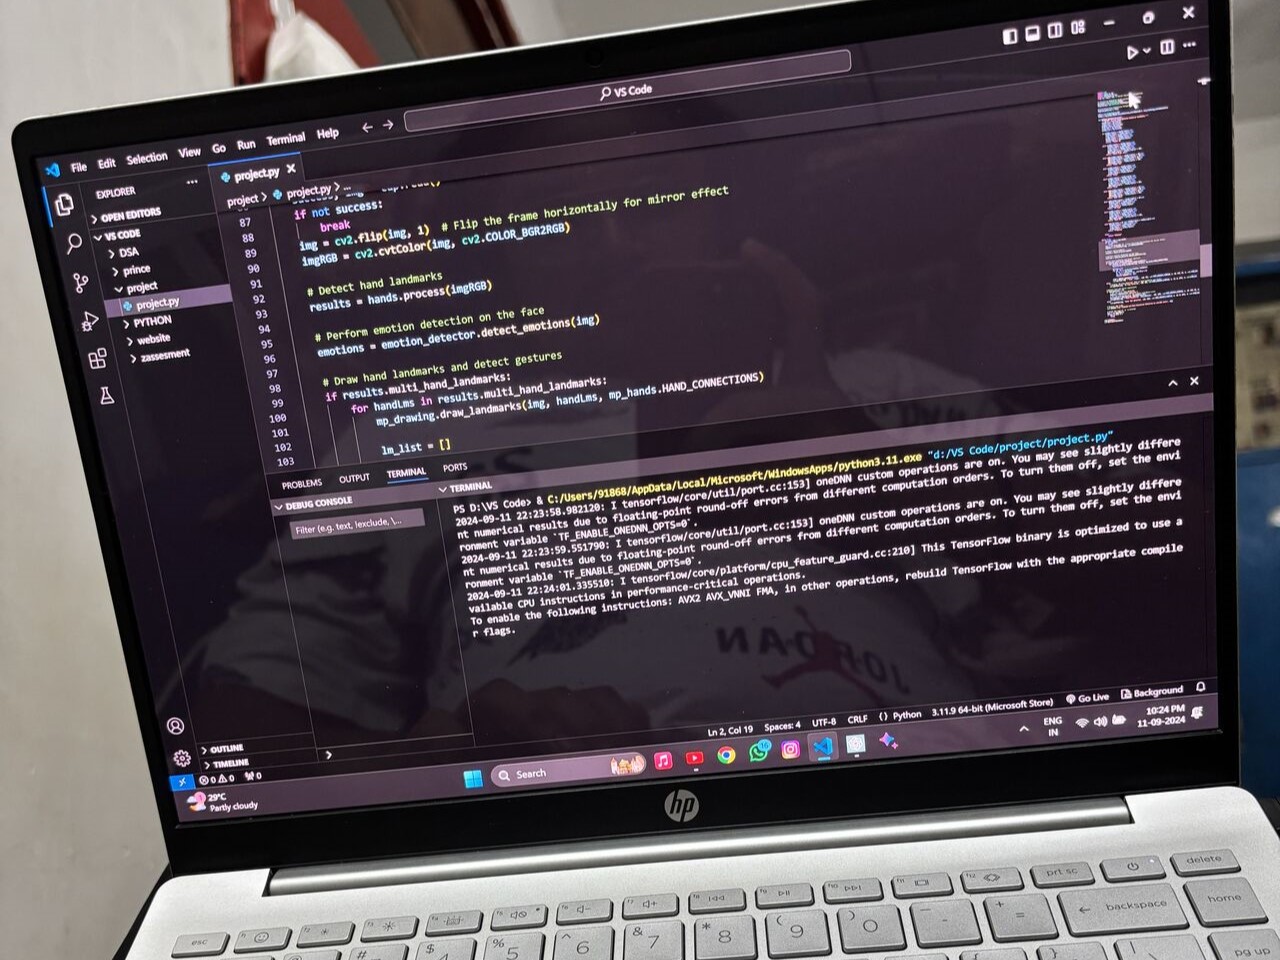 VS Code
File Edit Selection View Go Run Terminal Help
EXPLORER
OPEN EDITORS
VS CODE
DSA
prince
project
project.py
PYTHON
website
zassesment
OUTLINE
TIMELINE
project.py
project > project.py > ...
87 if not success:
88 break
89 img = cv2.flip(img, 1) # Flip the frame horizontally for mirror effect
90 imgRGB = cv2.cvtColor(img, cv2.COLOR_BGR2RGB)
91
92 # Detect hand landmarks
93 results = hands.process(imgRGB)
94
95 # Perform emotion detection on the face
96 emotions = emotion_detector.detect_emotions(img)
97
98 # Draw hand landmarks and detect gestures
99 if results.multi_hand_landmarks:
100 for handLms in results.multi_hand_landmarks:
101 mp_drawing.draw_landmarks(img, handLms, mp_hands.HAND_CONNECTIONS)
102
103 lm_list = []
PROBLEMS OUTPUT TERMINAL PORTS
DEBUG CONSOLE
Filter (e.g. text, !exclude, \...
TERMINAL
PS D:\VS Code> & C:/Users/91868/AppData/Local/Microsoft/WindowsApps/python3.11.exe "d:/VS Code/project/project.py"
2024-09-11 22:23:58.982120: I tensorflow/core/util/port.cc:153] oneDNN custom operations are on. You may see slightly differe
nt numerical results due to floating-point round-off errors from different computation orders. To turn them off, set the envi
ronment variable `TF_ENABLE_ONEDNN_OPTS=0`.
2024-09-11 22:23:59.551790: I tensorflow/core/util/port.cc:153] oneDNN custom operations are on. You may see slightly differe
nt numerical results due to floating-point round-off errors from different computation orders. To turn them off, set the envi
ronment variable `TF_ENABLE_ONEDNN_OPTS=0`.
2024-09-11 22:24:01.335510: I tensorflow/core/platform/cpu_feature_guard.cc:210] This TensorFlow binary is optimized to use a
vailable CPU instructions in performance-critical operations.
To enable the following instructions: AVX2 AVX_VNNI FMA, in other operations, rebuild TensorFlow with the appropriate compile
r flags.
0 0 0
Ln 2, Col 19 Spaces: 4 UTF-8 CRLF {} Python 3.11.9 64-bit (Microsoft Store) Go Live Background
29°C
Partly cloudy
Search
ENG
IN
10:24 PM
11-09-2024
hp
esc
prt sc
delete
$ 4
% 5
^ 6
& 7
* 8
( 9
) 0
_ -
+ =
backspace
home
pg up